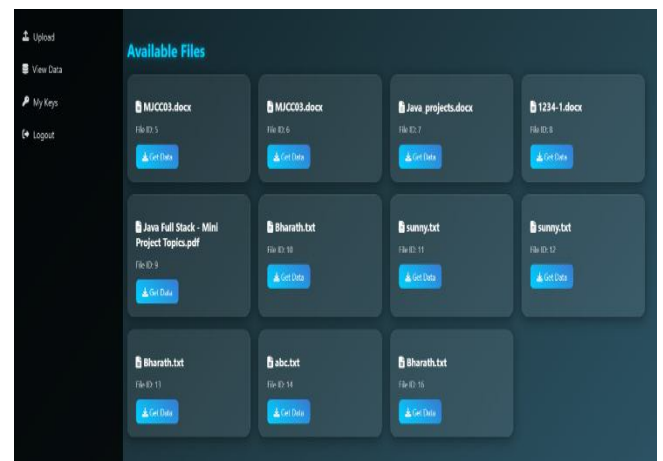 Upload
View Data
My Keys
Logout
Available Files
MJCC03.docx
File ID: 5
Get Data
MJCC03.docx
File ID: 6
Get Data
Java_projects.docx
File ID: 7
Get Data
1234-1.docx
File ID: 8
Get Data
Java Full Stack - Mini
Project Topics.pdf
File ID: 9
Get Data
Bharath.txt
File ID: 10
Get Data
sunny.txt
File ID: 11
Get Data
sunny.txt
File ID: 12
Get Data
Bharath.txt
File ID: 13
Get Data
abc.txt
File ID: 14
Get Data
Bharath.txt
File ID: 16
Get Data